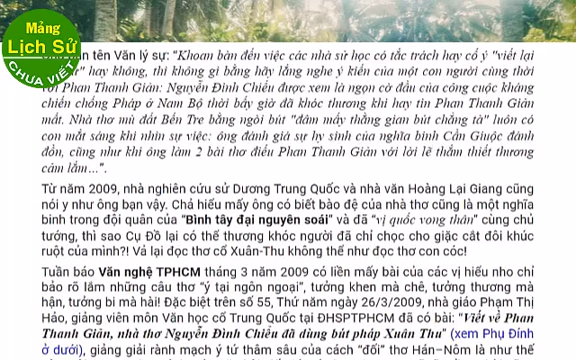 Mảng
Lịch Sử
CHƯA VIẾT
tên Văn lý sự: "Khoan bàn đến việc các nhà sử học có tắc trách hay cố ý "viết lại
hay không, thì không gì bằng hãy lắng nghe ý kiến của một con người cùng thời
với Phan Thanh Giản: Nguyễn Đình Chiểu được xem là ngọn cờ đầu của công cuộc kháng
chiến chống Pháp ở Nam Bộ thời bấy giờ đã khóc thương khi hay tin Phan Thanh Giản
mất. Nhà thơ mù đất Bến Tre bằng ngòi bút "đâm mấy thằng gian bút chẳng tà" luôn có
con mắt sáng khi nhìn sự việc: ông đánh giá sự hy sinh của nghĩa binh Cần Giuộc đánh
đồn, cũng như khi ông làm 2 bài thơ điếu Phan Thanh Giản với lời lẽ thắm thiết thương
cảm lắm...".
Từ năm 2009, nhà nghiên cứu sử Dương Trung Quốc và nhà văn Hoàng Lại Giang cũng
nói y như ông bạn vậy. Chả hiểu mấy ông có biết bào đệ của nhà thơ cũng là một nghĩa
binh trong đội quân của "Bình tây đại nguyên soái" và đã "vị quốc vong thân" cùng chủ
tướng, thì sao Cụ Đồ lại có thể thương khóc người đã chỉ chọc cho giặc cắt đôi khúc
ruột của mình?! Vả lại đọc thơ cổ Xuân-Thu không thể như đọc thơ con cóc!
Tuần báo Văn nghệ TPHCM tháng 3 năm 2009 có liền mấy bài của các vị hiểu nho chỉ
bảo rõ lắm những câu thơ "ý tại ngôn ngoại", tưởng khen mà chê, tưởng thương mà
hận, tưởng bi mà hài! Đặc biệt trên số 55, Thứ năm ngày 26/3/2009, nhà giáo Phạm Thị
Hảo, giảng viên môn Văn học cổ Trung Quốc tại ĐHSPTPHCM đã có bài: "Viết về Phan
Thanh Giản, nhà thơ Nguyễn Đình Chiểu đã dùng bút pháp Xuân Thu" (xem Phụ Đính
ở dưới), giảng giải rành mạch ý tứ thâm sâu của cách "đối" thơ Hán–Nôm là như thế